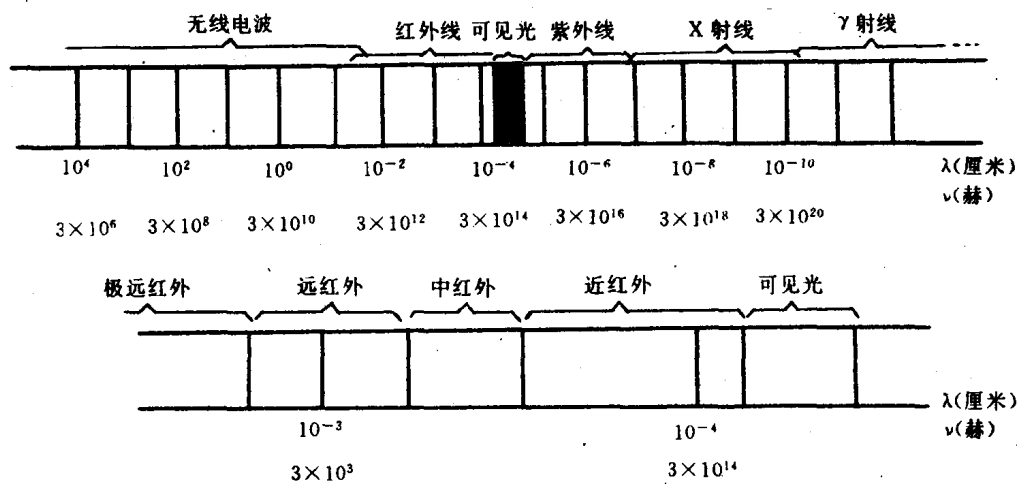 无线电波 红外线 可见光 紫外线 X射线 γ射线
10⁴ 10² 10⁰ 10⁻² 10⁻⁴ 10⁻⁶ 10⁻⁸ 10⁻¹⁰ λ(厘米)
ν(赫)
3×10⁶ 3×10⁸ 3×10¹⁰ 3×10¹² 3×10¹⁴ 3×10¹⁶ 3×10¹⁸ 3×10²⁰
极远红外 远红外 中红外 近红外 可见光
λ(厘米)
10⁻³ 10⁻⁴ ν(赫)
3×10³ 3×10¹⁴